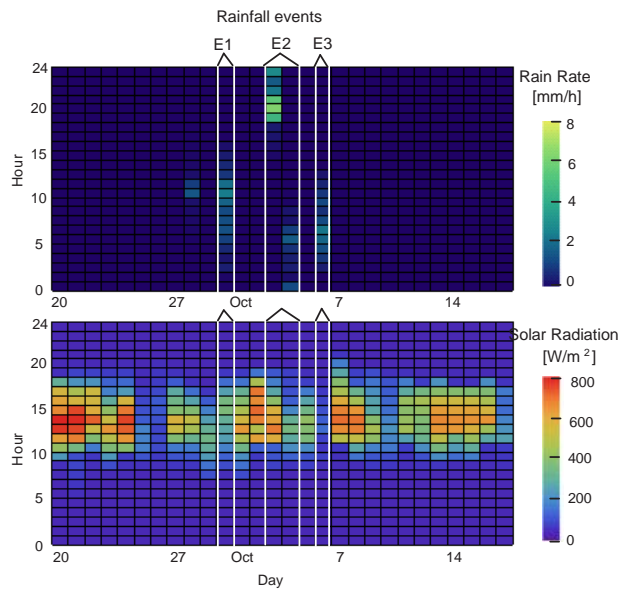 Rainfall events
E1 E2 E3
24
20
15
10
5
0
Hour
20 27 Oct 7 14
Rain Rate
[mm/h]
8
6
4
2
0
24
20
15
10
5
0
Hour
20 27 Oct 7 14
Day
Solar Radiation
[W/m 2]
800
600
400
200
0